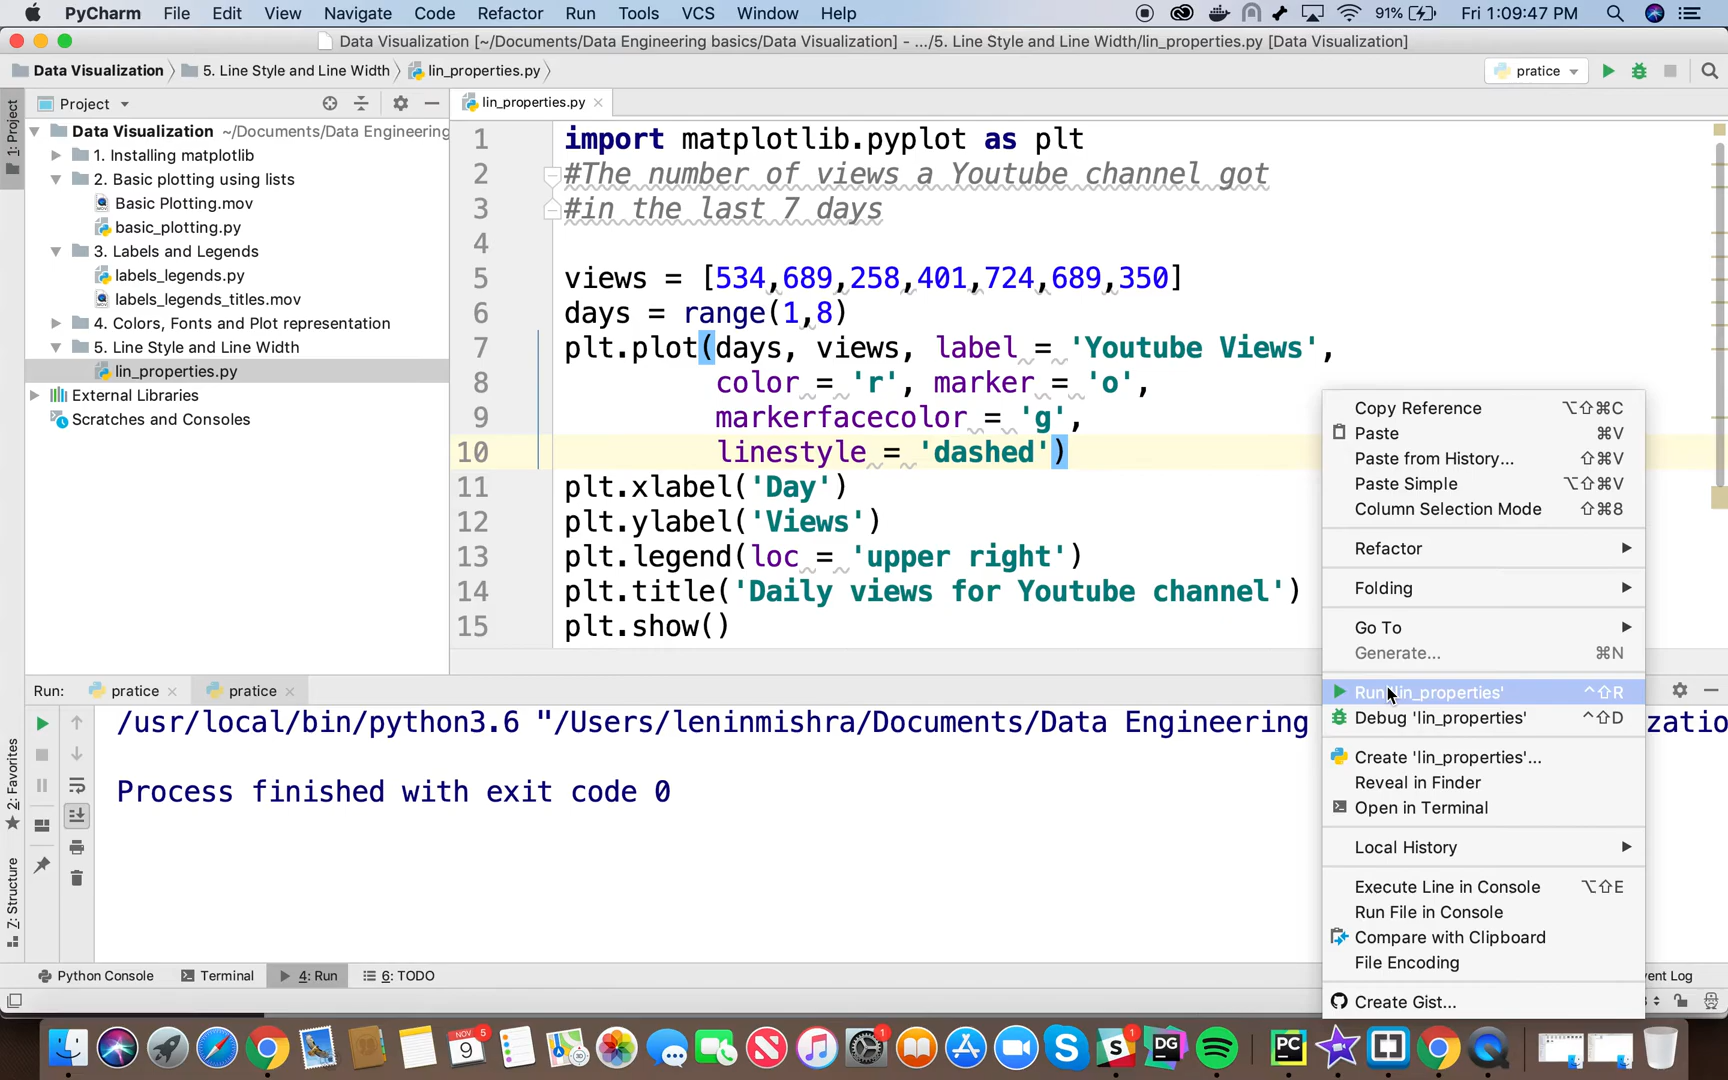 PyCharm File Edit View Navigate Code Refactor Run Tools VCS Window Help 91% Fri 1:09:47 PM
Data Visualization [~/Documents/Data Engineering basics/Data Visualization] - .../5. Line Style and Line Width/lin_properties.py [Data Visualization]
Data Visualization 5. Line Style and Line Width lin_properties.py pratice
Project lin_properties.py
1: Project
Data Visualization ~/Documents/Data Engineering
1. Installing matplotlib
2. Basic plotting using lists
Basic Plotting.mov
basic_plotting.py
3. Labels and Legends
labels_legends.py
labels_legends_titles.mov
4. Colors, Fonts and Plot representation
5. Line Style and Line Width
lin_properties.py
External Libraries
Scratches and Consoles
1 import matplotlib.pyplot as plt
2 #The number of views a Youtube channel got
3 #in the last 7 days
4
5 views = [534,689,258,401,724,689,350]
6 days = range(1,8)
7 plt.plot(days, views, label = 'Youtube Views',
8 color = 'r', marker = 'o',
9 markerfacecolor = 'g',
10 linestyle = 'dashed')
11 plt.xlabel('Day')
12 plt.ylabel('Views')
13 plt.legend(loc = 'upper right')
14 plt.title('Daily views for Youtube channel')
15 plt.show()
Copy Reference ⌥⇧⌘C
Paste ⌘V
Paste from History... ⇧⌘V
Paste Simple ⌥⇧⌘V
Column Selection Mode ⇧⌘8
Refactor
Folding
Go To
Generate... ⌘N
Run 'lin_properties' ^⇧R
Debug 'lin_properties' ^⇧D
Create 'lin_properties'...
Reveal in Finder
Open in Terminal
Local History
Execute Line in Console ⌥⇧E
Run File in Console
Compare with Clipboard
File Encoding
Create Gist...
Run: pratice pratice
/usr/local/bin/python3.6 "/Users/leninmishra/Documents/Data Engineering zatio
Process finished with exit code 0
2: Favorites
Z: Structure
Python Console Terminal 4: Run 6: TODO vent Log
NOV 5
9
1
30
1
DG
PC